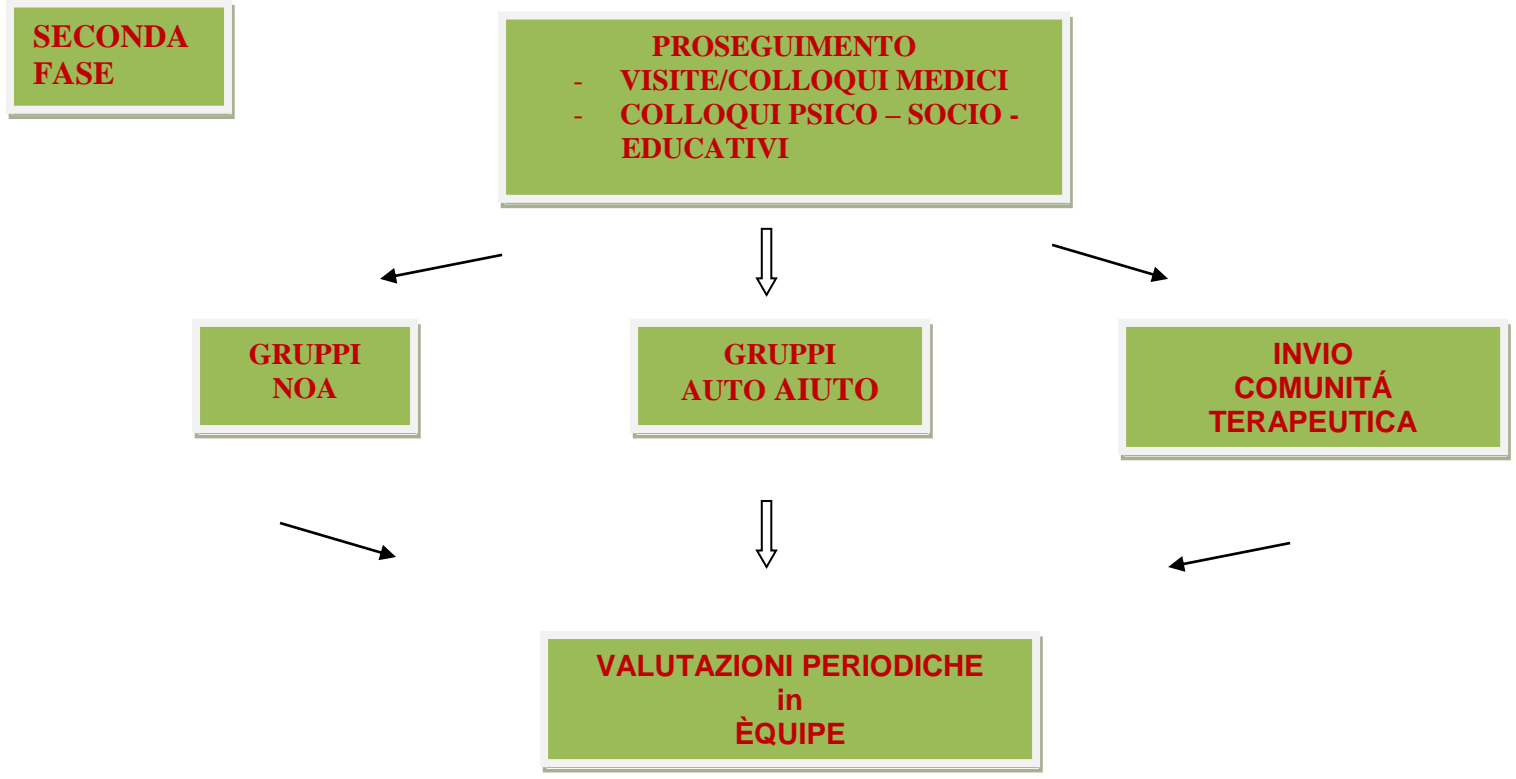 SECONDA
FASE
PROSEGUIMENTO
- VISITE/COLLOQUI MEDICI
- COLLOQUI PSICO – SOCIO -
EDUCATIVI
GRUPPI
NOA
GRUPPI
AUTO AIUTO
INVIO
COMUNITÁ
TERAPEUTICA
VALUTAZIONI PERIODICHE
in
ÈQUIPE